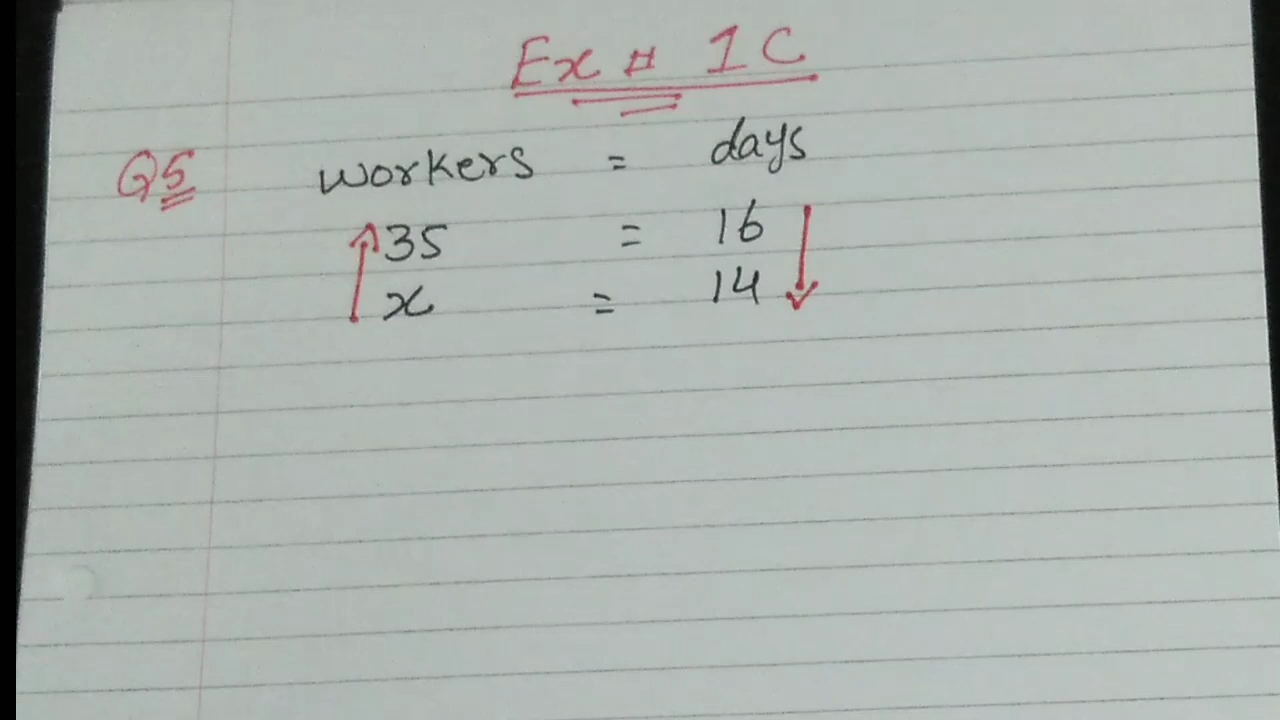 Ex # 1C
Q5 workers = days
35 = 16
x = 14